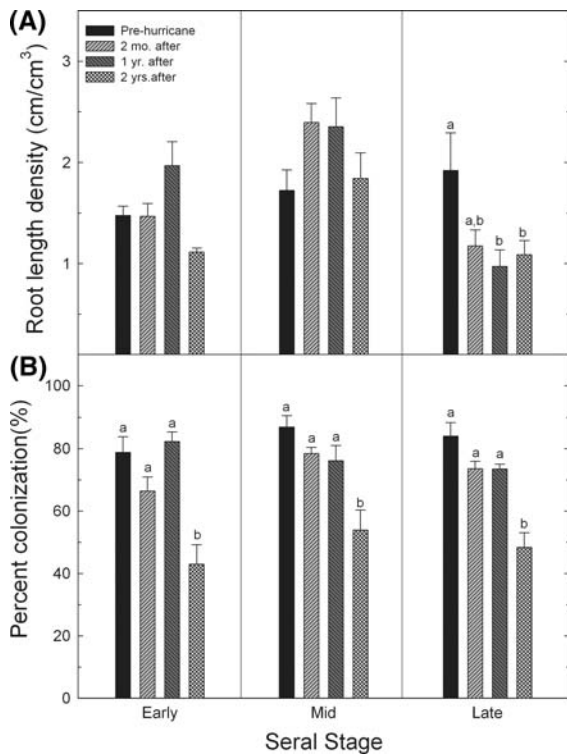 (A)
Root length density (cm/cm³)
3
2
1
Pre-hurricane
2 mo. after
1 yr. after
2 yrs.after
a
a,b
b
b
(B)
Percent colonization(%)
100
80
60
40
20
0
a
a
a
b
a
a
a
b
a
a
a
b
Early
Mid
Late
Seral Stage